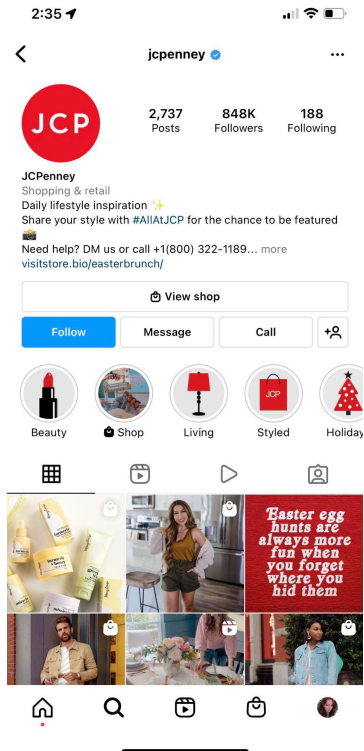 2:35
jcpenney
JCP
2,737
Posts
848K
Followers
188
Following
JCPenney
Shopping & retail
Daily lifestyle inspiration ✨
Share your style with #AllAtJCP for the chance to be featured
📸
Need help? DM us or call +1(800) 322-1189... more
visitstore.bio/easterbrunch/
View shop
Follow
Message
Call
JCP
Beauty
Shop
Living
Styled
Holiday
Easter egg
hunts are
always more
fun when
you forget
where you
hid them